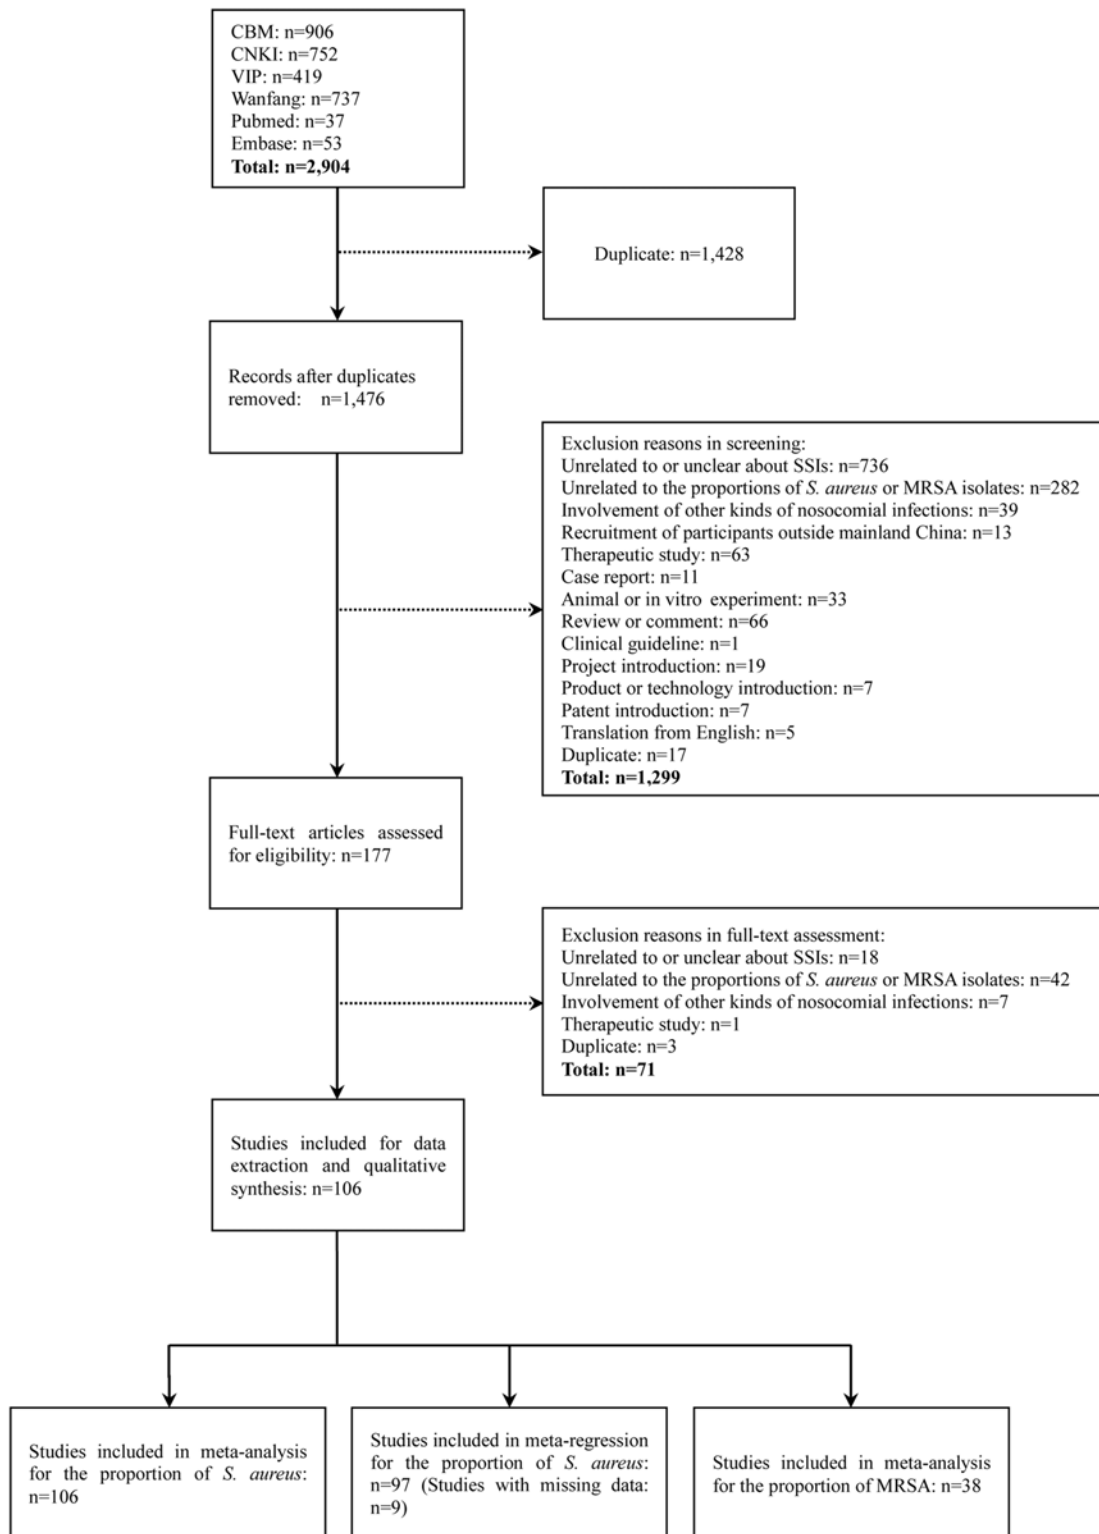 CBM: n=906
CNKI: n=752
VIP: n=419
Wanfang: n=737
Pubmed: n=37
Embase: n=53
Total: n=2,904
Duplicate: n=1,428
Records after duplicates
removed: n=1,476
Exclusion reasons in screening:
Unrelated to or unclear about SSIs: n=736
Unrelated to the proportions of S. aureus or MRSA isolates: n=282
Involvement of other kinds of nosocomial infections: n=39
Recruitment of participants outside mainland China: n=13
Therapeutic study: n=63
Case report: n=11
Animal or in vitro experiment: n=33
Review or comment: n=66
Clinical guideline: n=1
Project introduction: n=19
Product or technology introduction: n=7
Patent introduction: n=7
Translation from English: n=5
Duplicate: n=17
Total: n=1,299
Full-text articles assessed
for eligibility: n=177
Exclusion reasons in full-text assessment:
Unrelated to or unclear about SSIs: n=18
Unrelated to the proportions of S. aureus or MRSA isolates: n=42
Involvement of other kinds of nosocomial infections: n=7
Therapeutic study: n=1
Duplicate: n=3
Total: n=71
Studies included for data
extraction and qualitative
synthesis: n=106
Studies included in meta-analysis
for the proportion of S. aureus:
n=106
Studies included in meta-regression
for the proportion of S. aureus:
n=97 (Studies with missing data:
n=9)
Studies included in meta-analysis
for the proportion of MRSA: n=38